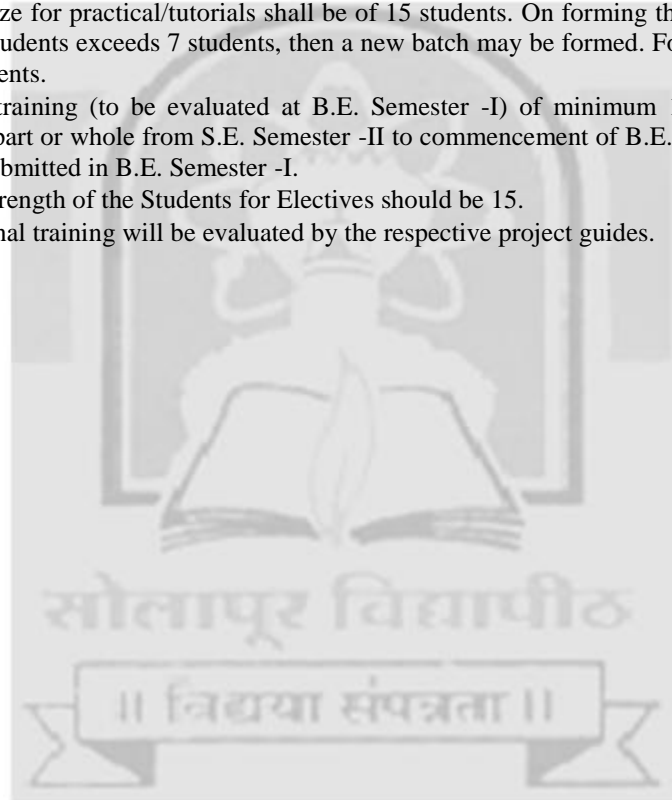 ze for practical/tutorials shall be of 15 students. On forming th
udents exceeds 7 students, then a new batch may be formed. Fo
ents.
training (to be evaluated at B.E. Semester -I) of minimum
part or whole from S.E. Semester -II to commencement of B.E.
ubmitted in B.E. Semester -I.
trength of the Students for Electives should be 15.
nal training will be evaluated by the respective project guides.
सोलापूर विद्यापीठ
॥ विद्यया संपन्नता ॥